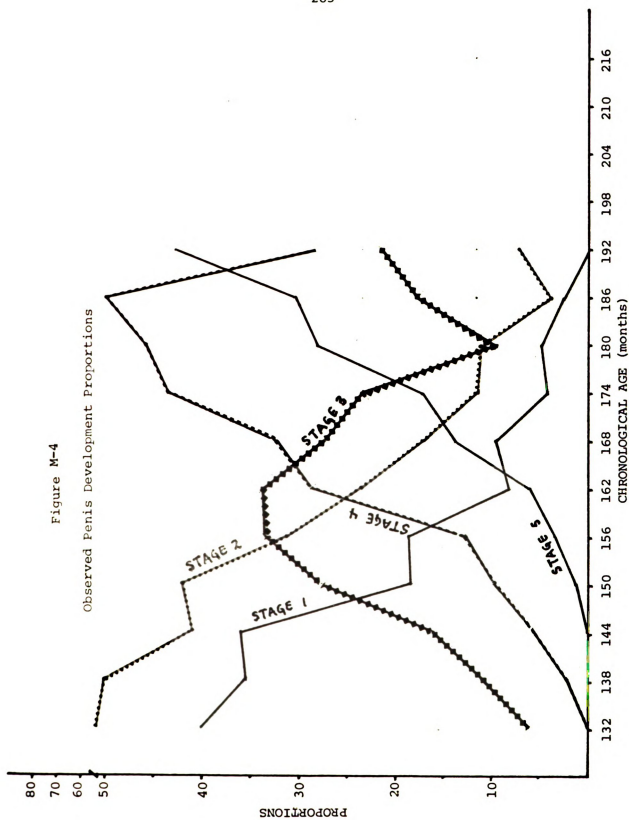 Figure M-4
Observed Penis Development Proportions
PROPORTIONS
80
70
60
50
40
30
20
10
STAGE 1
STAGE 2
STAGE 3
STAGE 4
STAGE 5
132 138 144 150 156 162 168 174 180 186 192 198 204 210 216
CHRONOLOGICAL AGE (months)